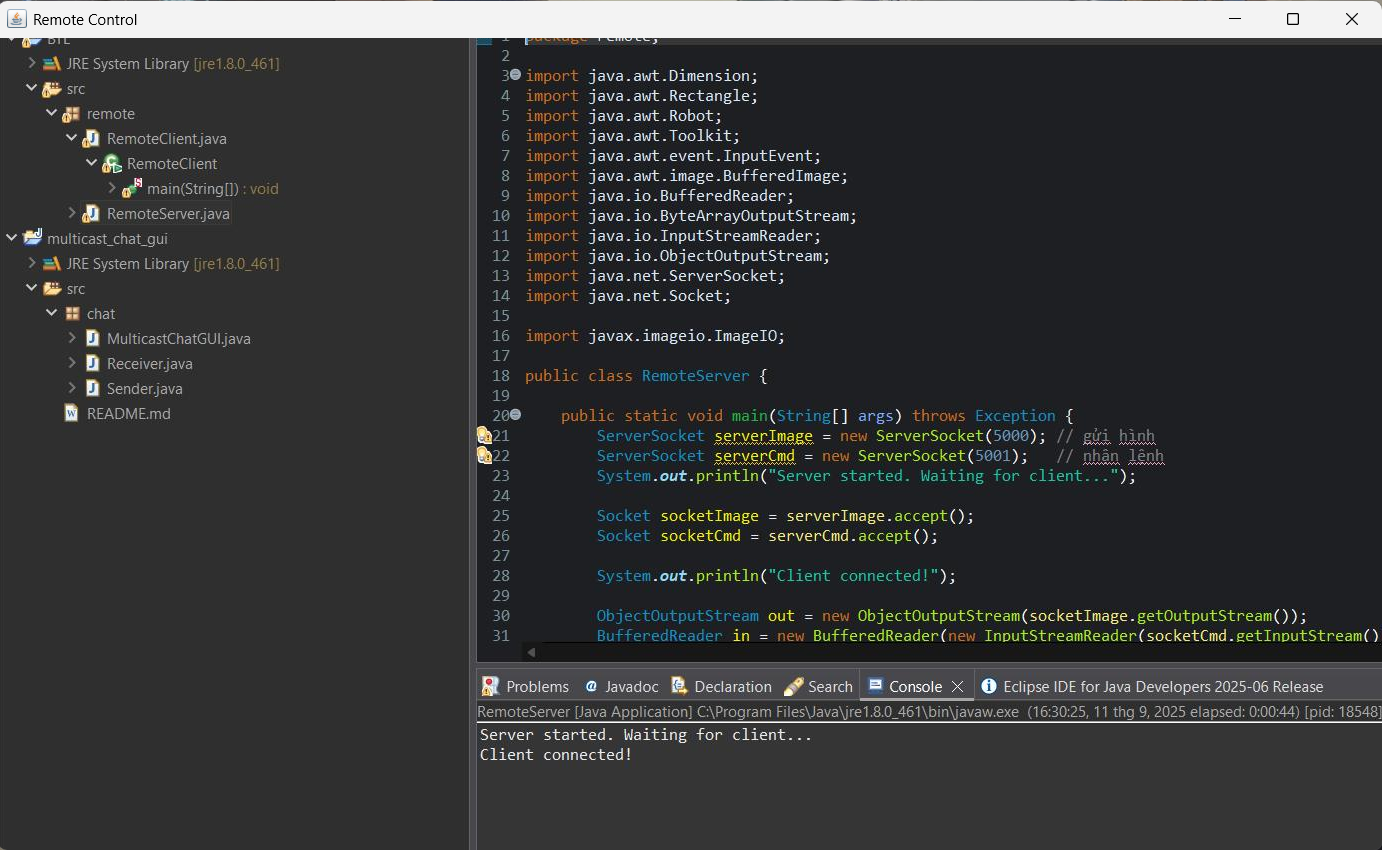 Remote Control
BTL
JRE System Library [jre1.8.0_461]
src
remote
RemoteClient.java
RemoteClient
main(String[]) : void
RemoteServer.java
multicast_chat_gui
JRE System Library [jre1.8.0_461]
src
chat
MulticastChatGUI.java
Receiver.java
Sender.java
README.md
1 package remote;
2
3 import java.awt.Dimension;
4 import java.awt.Rectangle;
5 import java.awt.Robot;
6 import java.awt.Toolkit;
7 import java.awt.event.InputEvent;
8 import java.awt.image.BufferedImage;
9 import java.io.BufferedReader;
10 import java.io.ByteArrayOutputStream;
11 import java.io.InputStreamReader;
12 import java.io.ObjectOutputStream;
13 import java.net.ServerSocket;
14 import java.net.Socket;
15
16 import javax.imageio.ImageIO;
17
18 public class RemoteServer {
19
20 public static void main(String[] args) throws Exception {
21 ServerSocket serverImage = new ServerSocket(5000); // gửi hình
22 ServerSocket serverCmd = new ServerSocket(5001); // nhận lệnh
23 System.out.println("Server started. Waiting for client...");
24
25 Socket socketImage = serverImage.accept();
26 Socket socketCmd = serverCmd.accept();
27
28 System.out.println("Client connected!");
29
30 ObjectOutputStream out = new ObjectOutputStream(socketImage.getOutputStream());
31 BufferedReader in = new BufferedReader(new InputStreamReader(socketCmd.getInputStream()
Problems @ Javadoc Declaration Search Console Eclipse IDE for Java Developers 2025-06 Release
RemoteServer [Java Application] C:\Program Files\Java\jre1.8.0_461\bin\javaw.exe (16:30:25, 11 thg 9, 2025 elapsed: 0:00:44) [pid: 18548]
Server started. Waiting for client...
Client connected!